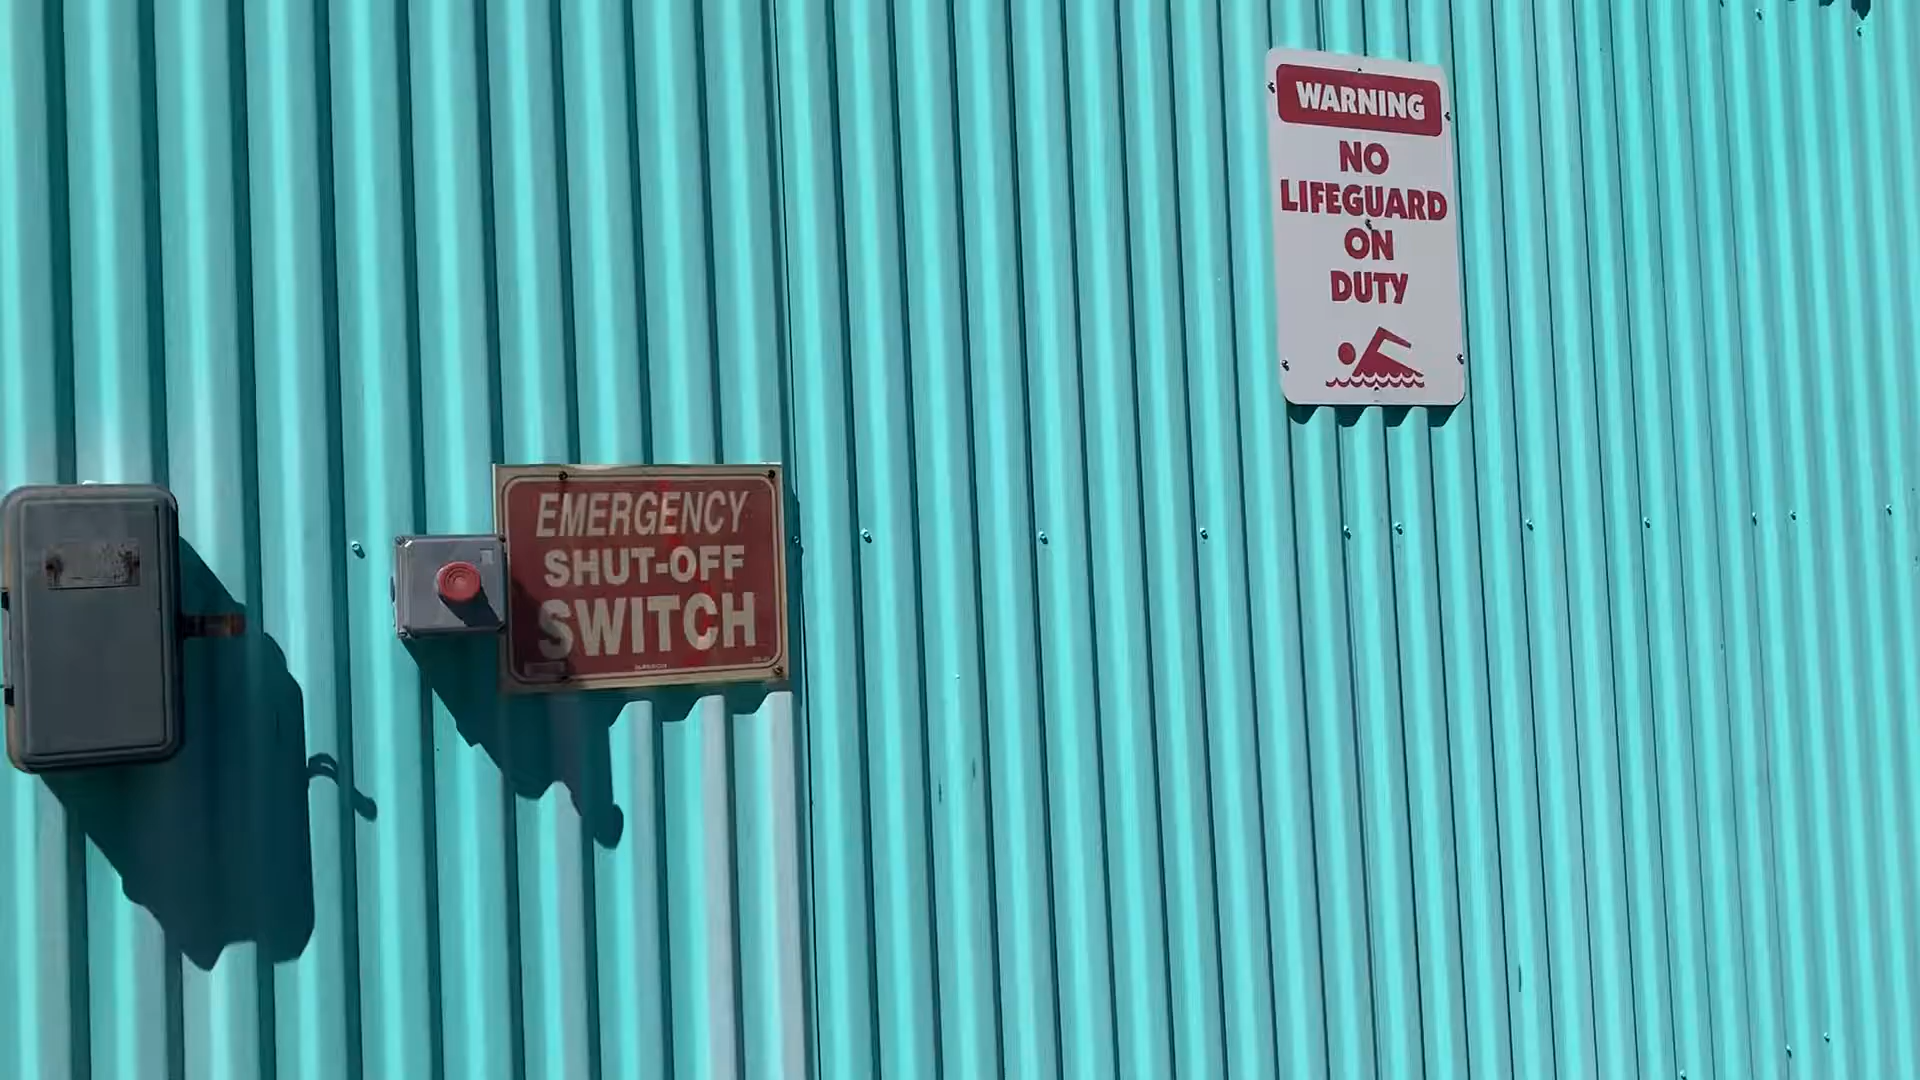 WARNING
NO
LIFEGUARD
ON
DUTY
EMERGENCY
SHUT-OFF
SWITCH